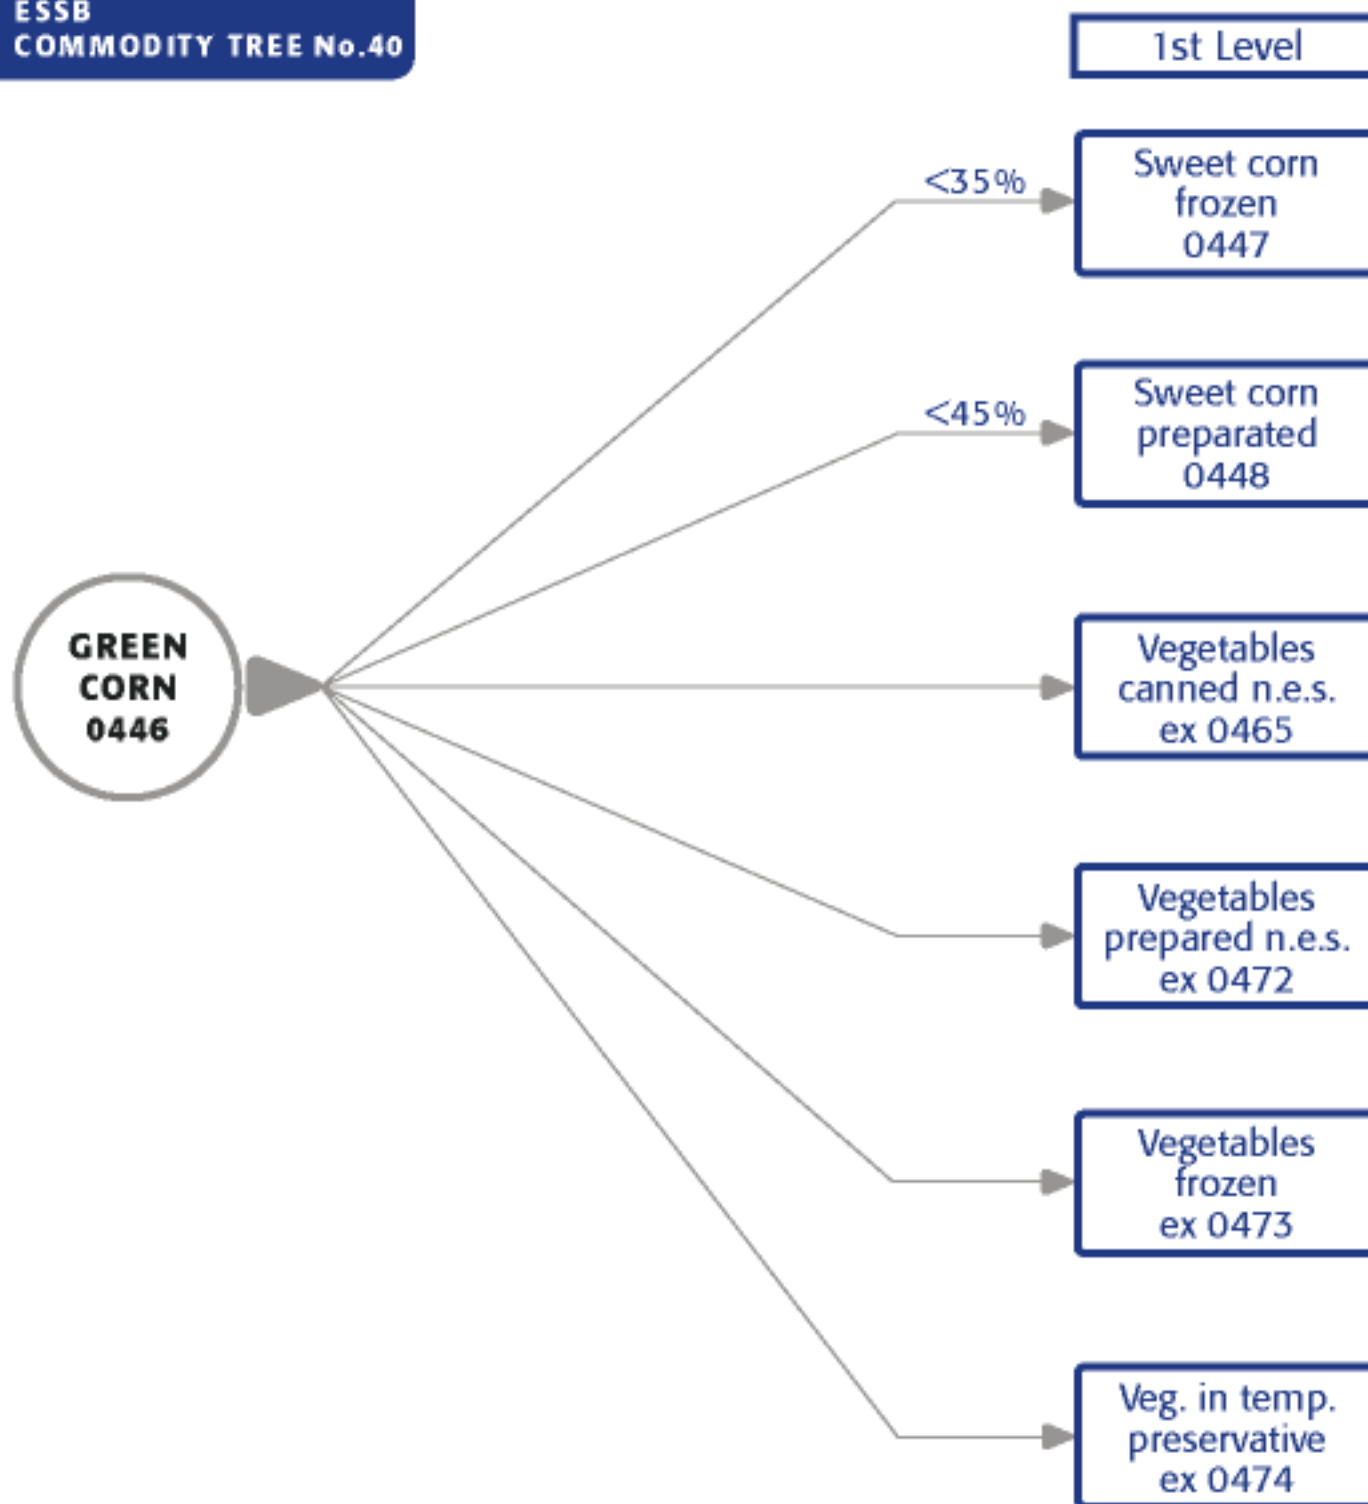 ESSB
COMMODITY TREE No.40
1st Level
<35%
Sweet corn
frozen
0447
<45%
Sweet corn
preparated
0448
GREEN
CORN
0446
Vegetables
canned n.e.s.
ex 0465
Vegetables
prepared n.e.s.
ex 0472
Vegetables
frozen
ex 0473
Veg. in temp.
preservative
ex 0474